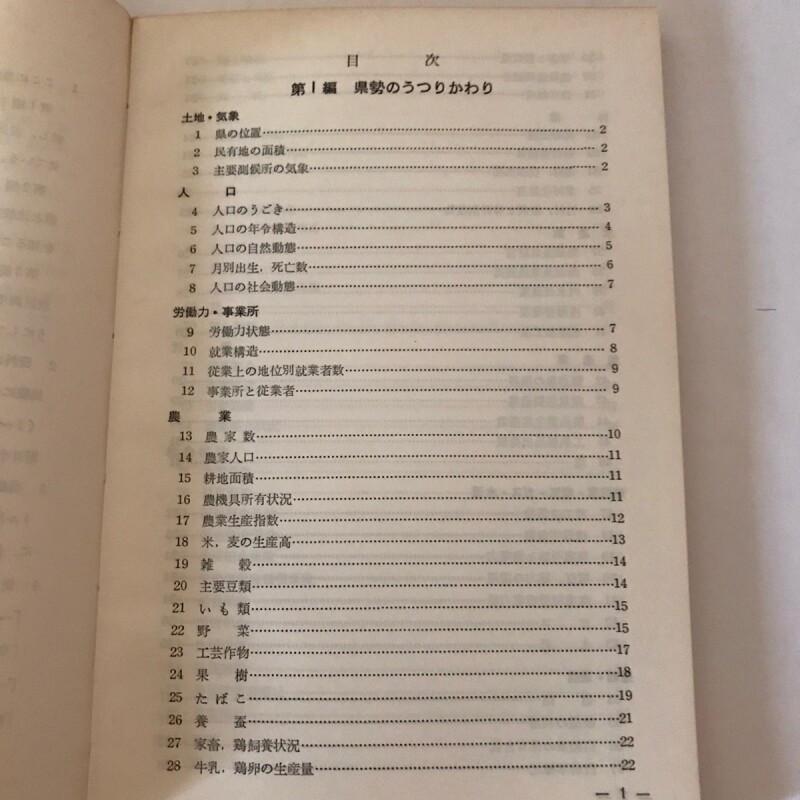 目　次
第1編　県勢のうつりかわり
土地・気象
1　県の位置……2
2　民有地の面積……2
3　主要測候所の気象……2
人　口
4　人口のうごき……3
5　人口の年令構造……4
6　人口の自然動態……5
7　月別出生，死亡数……6
8　人口の社会動態……7
労働力・事業所
9　労働力状態……7
10　就業構造……8
11　従業上の地位別就業者数……9
12　事業所と従業者……9
農　業
13　農家数……10
14　農家人口……11
15　耕地面積……11
16　農機具所有状況……11
17　農業生産指数……12
18　米，麦の生産高……13
19　雑　穀……14
20　主要豆類……14
21　いも類……15
22　野　菜……15
23　工芸作物……17
24　果　樹……18
25　たばこ……19
26　養　蚕……21
27　家畜，鶏飼養状況……22
28　牛乳，鶏卵の生産量……22
— 1 —